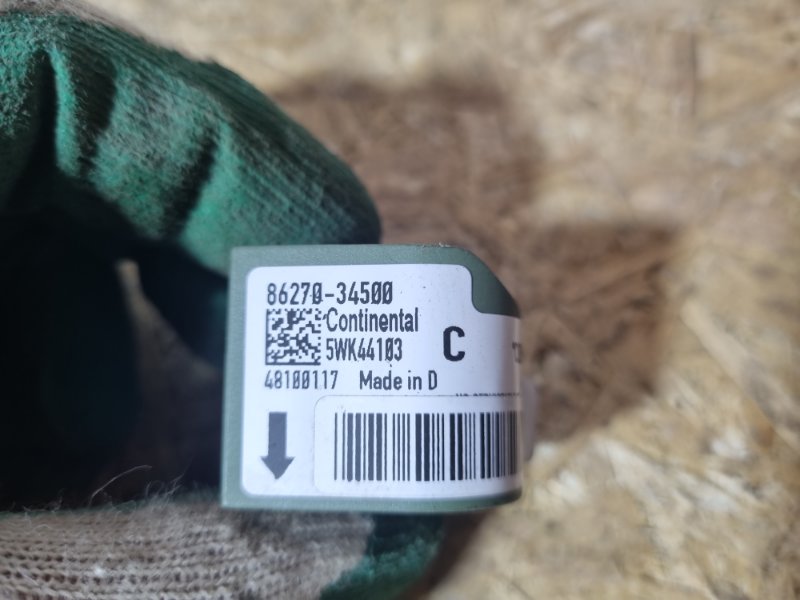 86270-34500
Continental
5WK44103
C
48100117 Made in D